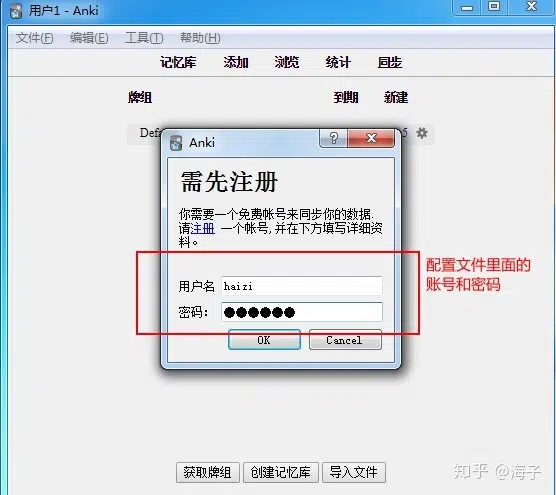 用户1 - Anki
文件(F) 编辑(E) 工具(T) 帮助(H)
记忆库 添加 浏览 统计 同步
牌组 到期 新建
Def 5
Anki
需先注册
你需要一个免费帐号来同步你的数据.
请注册 一个帐号, 并在下方填写详细资
料。
用户名 haizi
密码: ●●●●●●
OK Cancel
配置文件里面的
账号和密码
获取牌组 创建记忆库 导入文件
知乎 @海子